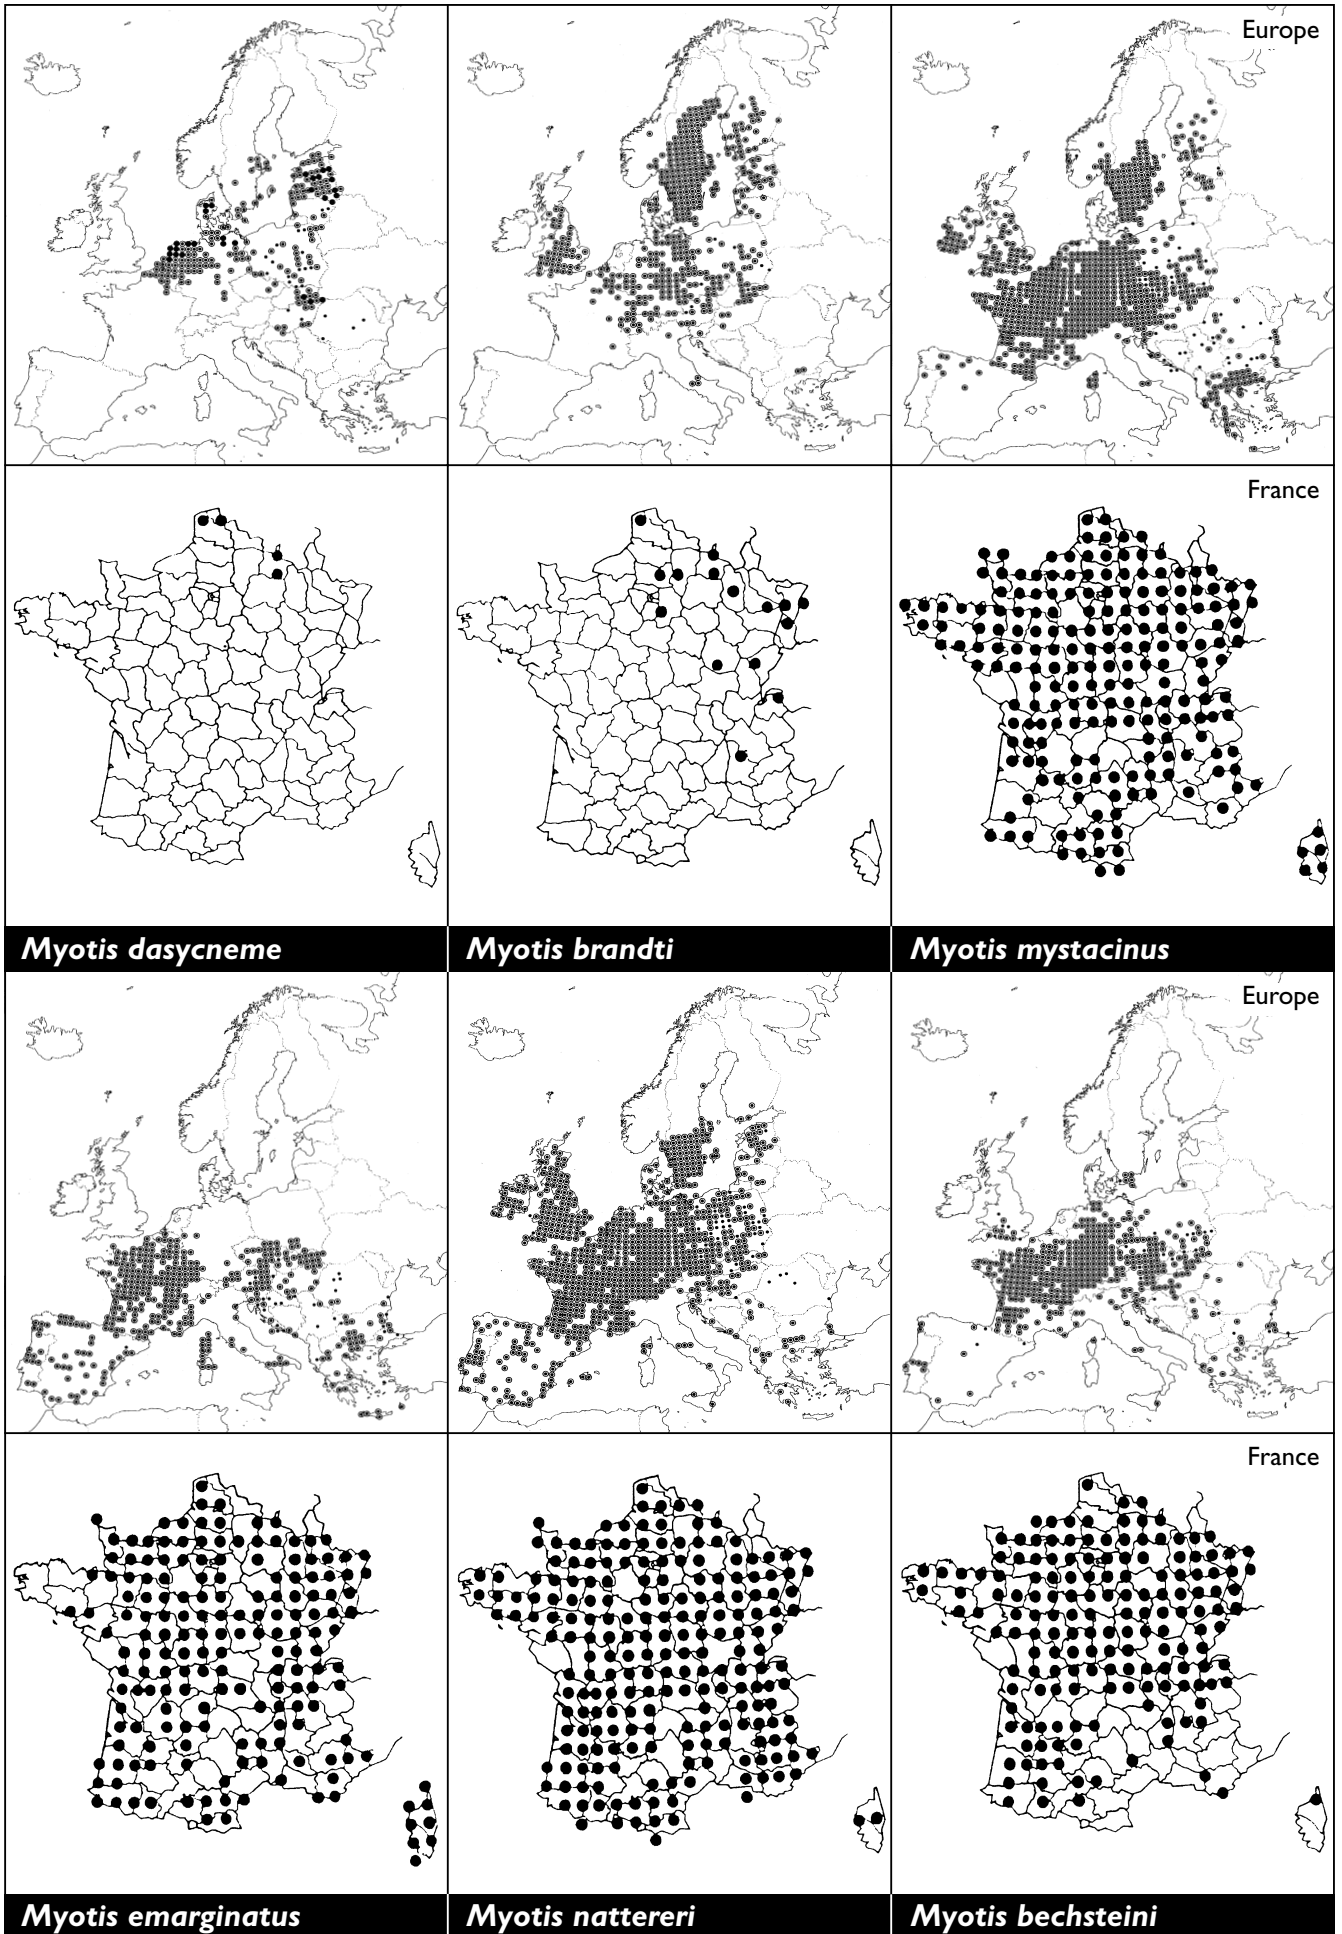 Europe
France
Myotis dasycneme
Myotis brandti
Myotis mystacinus
Europe
France
Myotis emarginatus
Myotis nattereri
Myotis bechsteini